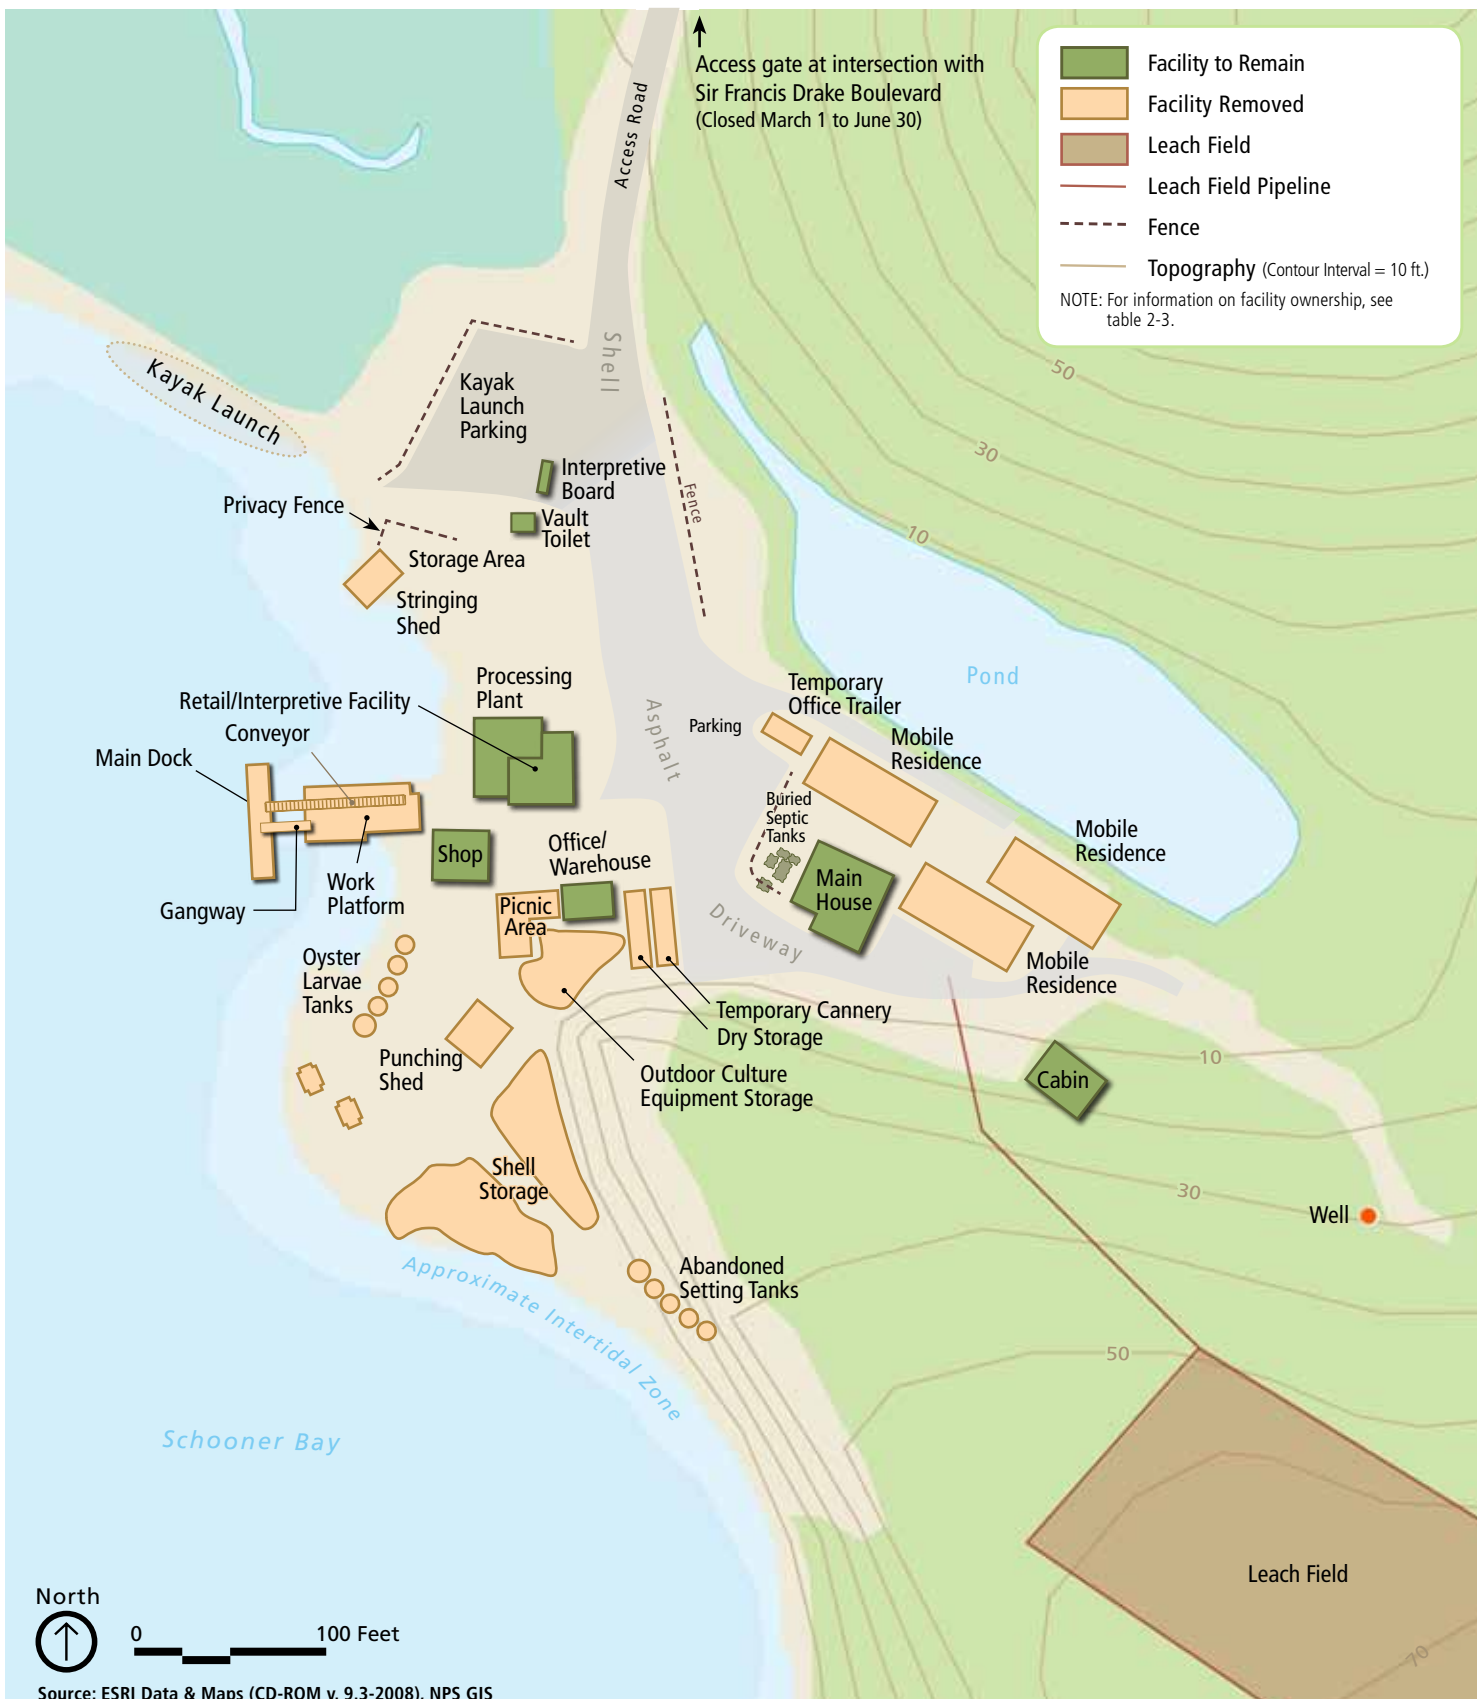 Access gate at intersection with
Sir Francis Drake Boulevard
(Closed March 1 to June 30)
Access Road
Facility to Remain
Facility Removed
Leach Field
Leach Field Pipeline
Fence
Topography (Contour Interval = 10 ft.)
NOTE: For information on facility ownership, see
table 2-3.
Shell
Kayak Launch
Kayak
Launch
Parking
50
30
10
Interpretive
Board
Fence
Privacy Fence
Vault
Toilet
Storage Area
Stringing
Shed
Pond
Processing
Plant
Temporary
Office Trailer
Retail/Interpretive Facility
Conveyor
Asphalt
Parking
Mobile
Residence
Main Dock
Buried
Septic
Tanks
Mobile
Residence
Shop
Office/
Warehouse
Main
House
Work
Platform
Gangway
Picnic
Area
Driveway
Oyster
Larvae
Tanks
Mobile
Residence
Temporary Cannery
Dry Storage
Punching
Shed
Outdoor Culture
Equipment Storage
10
Cabin
Shell
Storage
30
Well
Approximate Intertidal Zone
Abandoned
Setting Tanks
50
Schooner Bay
Leach Field
70
North
0 100 Feet
Source: ESRI Data & Maps (CD-ROM v. 9.3-2008), NPS GIS